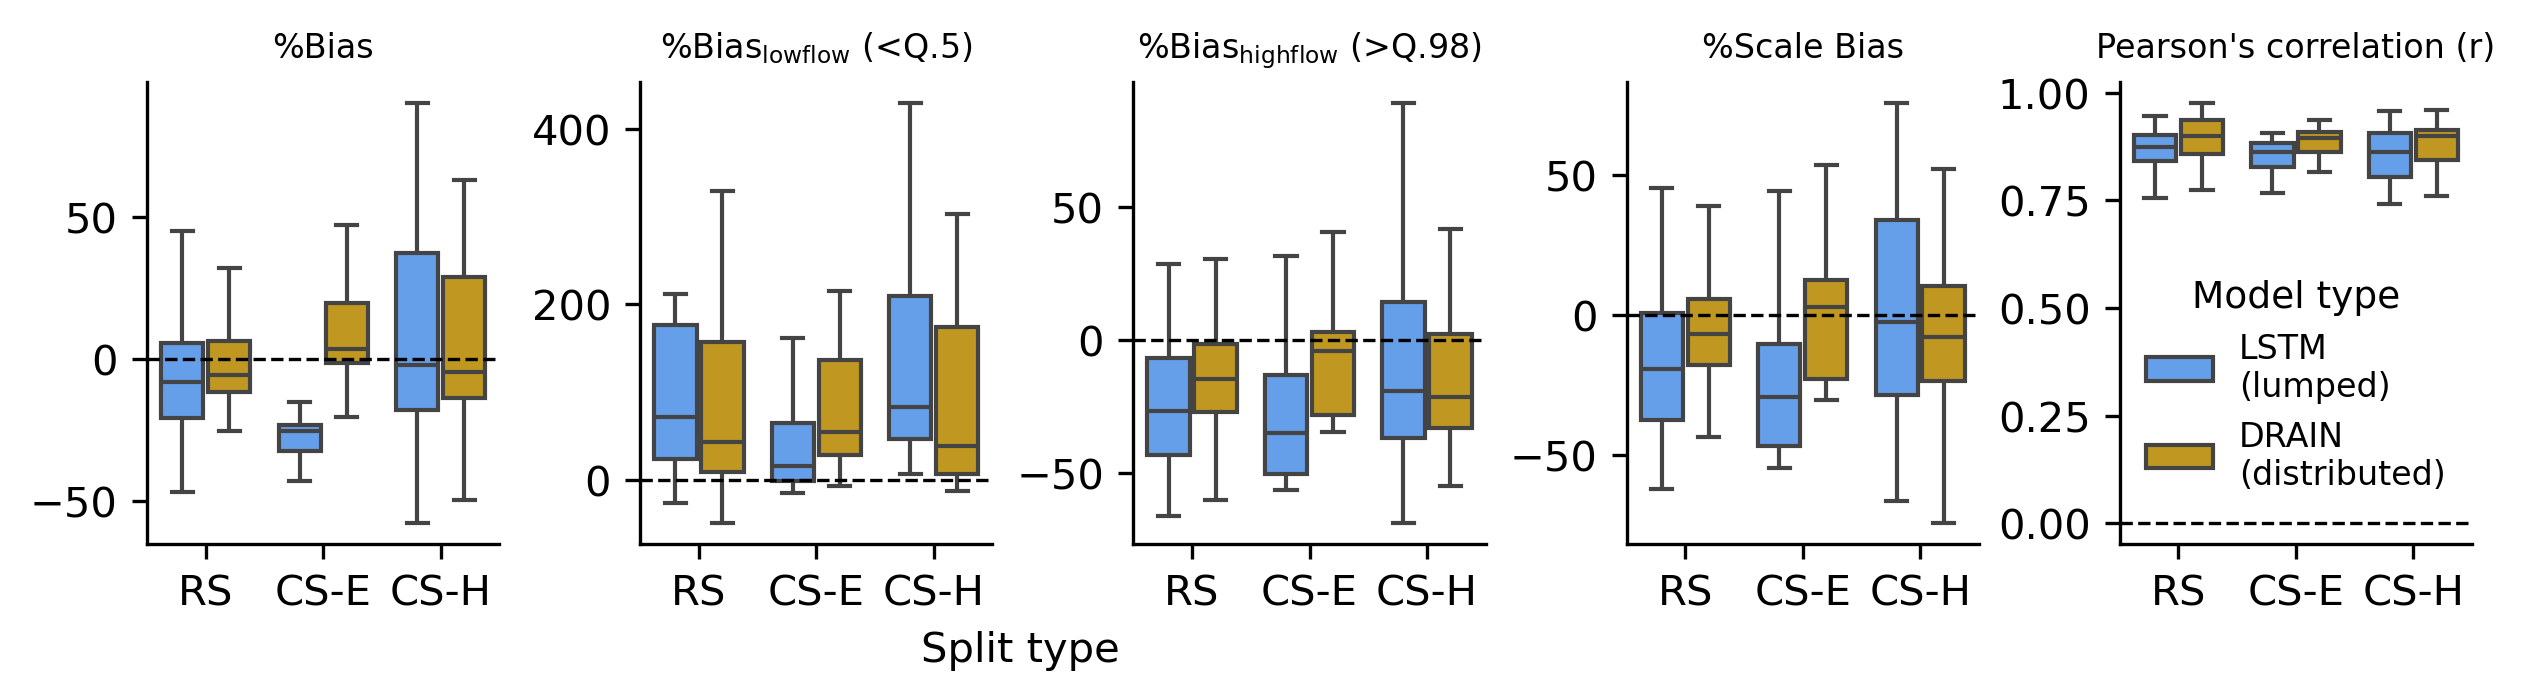 %Bias
50
0
−50
RS CS-E CS-H
%Biaslowflow (<Q.5)
400
200
0
RS CS-E CS-H
%Biashighflow (>Q.98)
50
0
−50
RS CS-E CS-H
%Scale Bias
50
0
−50
RS CS-E CS-H
Pearson's correlation (r)
1.00
0.75
0.50
0.25
0.00
Model type
LSTM
(lumped)
DRAIN
(distributed)
RS CS-E CS-H
Split type